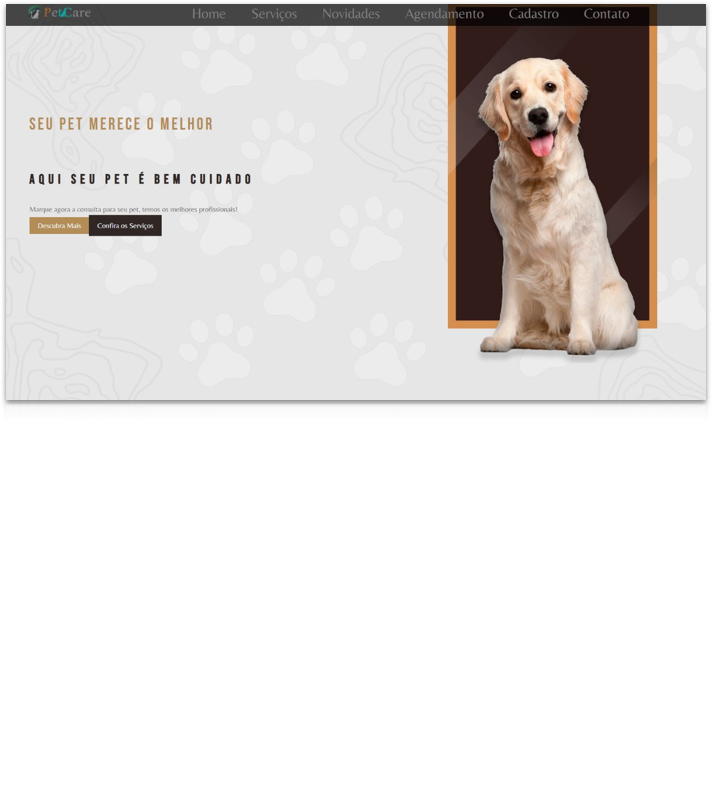 PetCare
Home Serviços Novidades Agendamento Cadastro Contato
SEU PET MERECE O MELHOR
AQUI SEU PET É BEM CUIDADO
Marque agora a consulta para seu pet, temos os melhores profissionais!
Descubra Mais Confira os Serviços